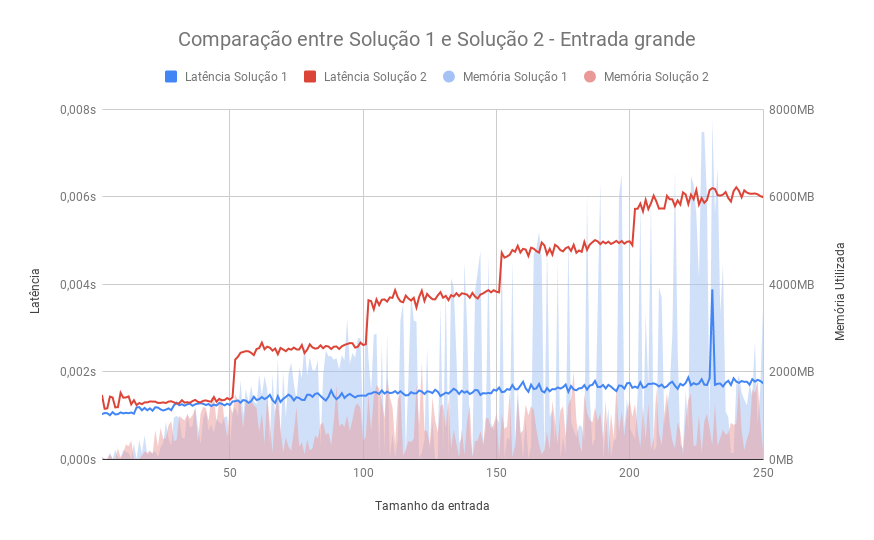 Comparação entre Solução 1 e Solução 2 - Entrada grande
Latência Solução 1
Latência Solução 2
Memória Solução 1
Memória Solução 2
0,008s
0,006s
0,004s
0,002s
0,000s
Latência
8000MB
6000MB
4000MB
2000MB
0MB
Memória Utilizada
50
100
150
200
250
Tamanho da entrada